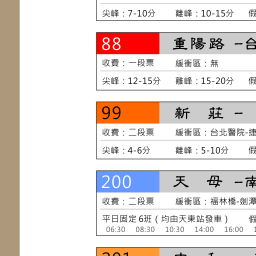 尖峰：7-10分 離峰：10-15分 假
88 重陽路 --台
收費：一段票 緩衝區：無
尖峰：12-15分 離峰：15-20分 假
99 新 莊 --
收費：二段票 緩衝區：台北醫院-捷
尖峰：4-6分 離峰：5-10分 假
200 天 母 --南
收費：二段票 緩衝區：福林橋-劍潭
平日固定6班（均由天東站發車） 假
06:30 08:30 10:30 14:00 16:00